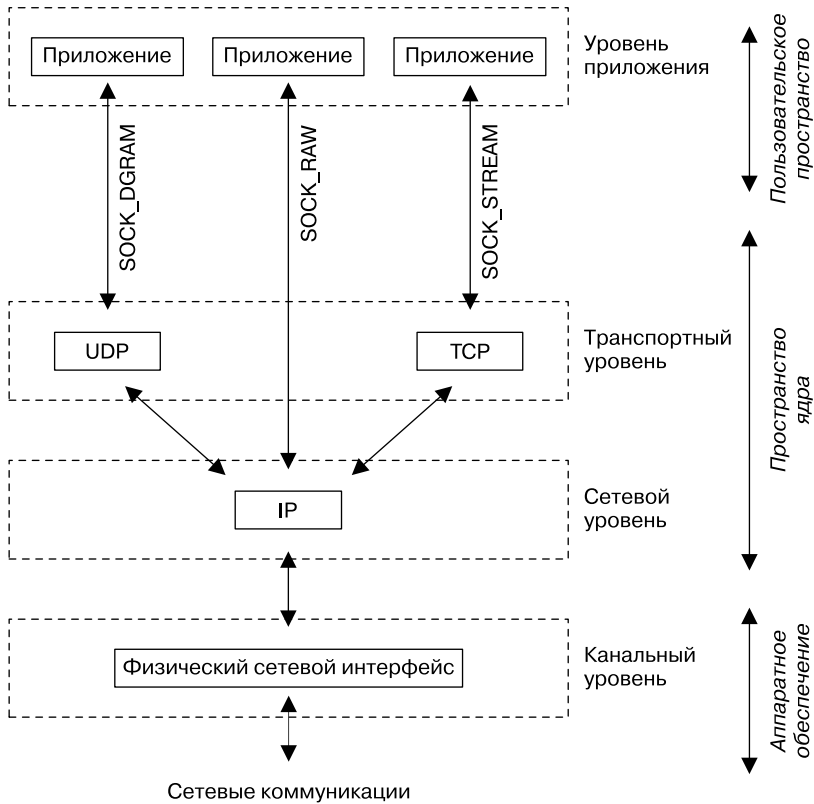 Приложение
Приложение
Приложение
Уровень
приложения
Пользовательское
пространство
SOCK_DGRAM
SOCK_RAW
SOCK_STREAM
UDP
TCP
Транспортный
уровень
Пространство
ядра
IP
Сетевой
уровень
Физический сетевой интерфейс
Канальный
уровень
Аппаратное
обеспечение
Сетевые коммуникации